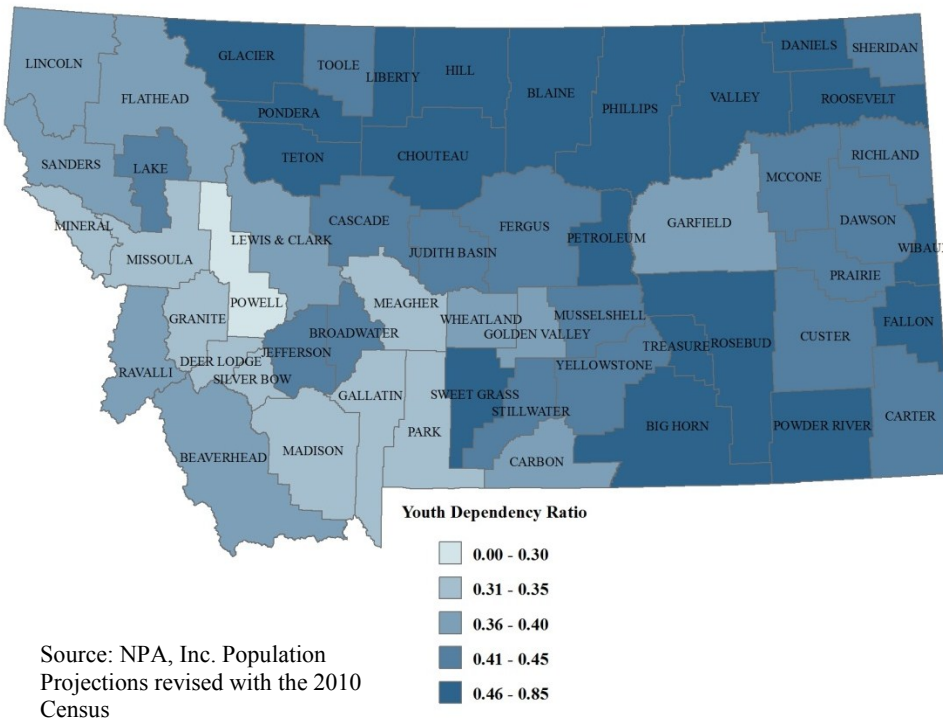 DANIELS
SHERIDAN
GLACIER
TOOLE
LIBERTY
HILL
LINCOLN
BLAINE
PHILLIPS
VALLEY
ROOSEVELT
FLATHEAD
PONDERA
TETON
CHOUTEAU
RICHLAND
SANDERS
LAKE
MCCONE
CASCADE
FERGUS
GARFIELD
DAWSON
MINERAL
LEWIS & CLARK
JUDITH BASIN
PETROLEUM
WIBAUX
MISSOULA
PRAIRIE
POWELL
MEAGHER
GRANITE
WHEATLAND
MUSSELSHELL
FALLON
BROADWATER
GOLDEN VALLEY
TREASURE
ROSEBUD
CUSTER
DEER LODGE
JEFFERSON
YELLOWSTONE
RAVALLI
SILVER BOW
GALLATIN
SWEET GRASS
STILLWATER
CARTER
PARK
BIG HORN
POWDER RIVER
MADISON
BEAVERHEAD
CARBON
Youth Dependency Ratio
0.00 - 0.30
0.31 - 0.35
0.36 - 0.40
0.41 - 0.45
0.46 - 0.85
Source: NPA, Inc. Population
Projections revised with the 2010
Census